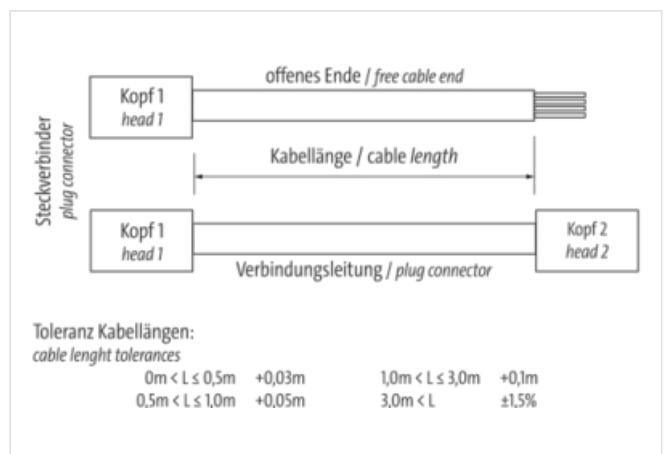 offenes Ende / free cable end
Kopf 1
head 1
Steckverbinder
plug connector
Kabellänge / cable length
Kopf 1
head 1
Kopf 2
head 2
Verbindungsleitung / plug connector
Toleranz Kabellängen:
cable lenght tolerances
0m < L ≤ 0,5m +0,03m 1,0m < L ≤ 3,0m +0,1m
0,5m < L ≤ 1,0m +0,05m 3,0m < L ±1,5%